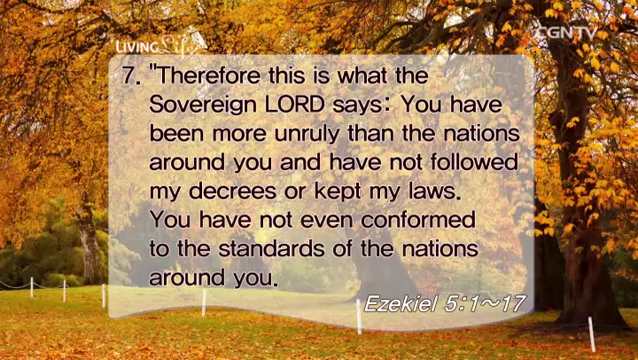 LIVING Life
CGNTV
7. "Therefore this is what the
Sovereign LORD says: You have
been more unruly than the nations
around you and have not followed
my decrees or kept my laws.
You have not even conformed
to the standards of the nations
around you.
Ezekiel 5:1~17